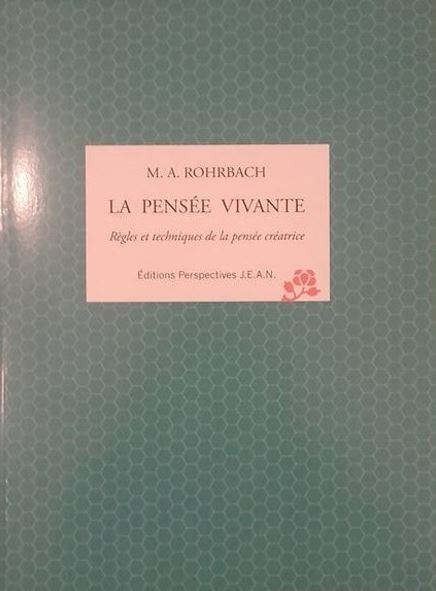 M. A. ROHRBACH
LA PENSÉE VIVANTE
Règles et techniques de la pensée créatrice
Éditions Perspectives J.E.A.N.